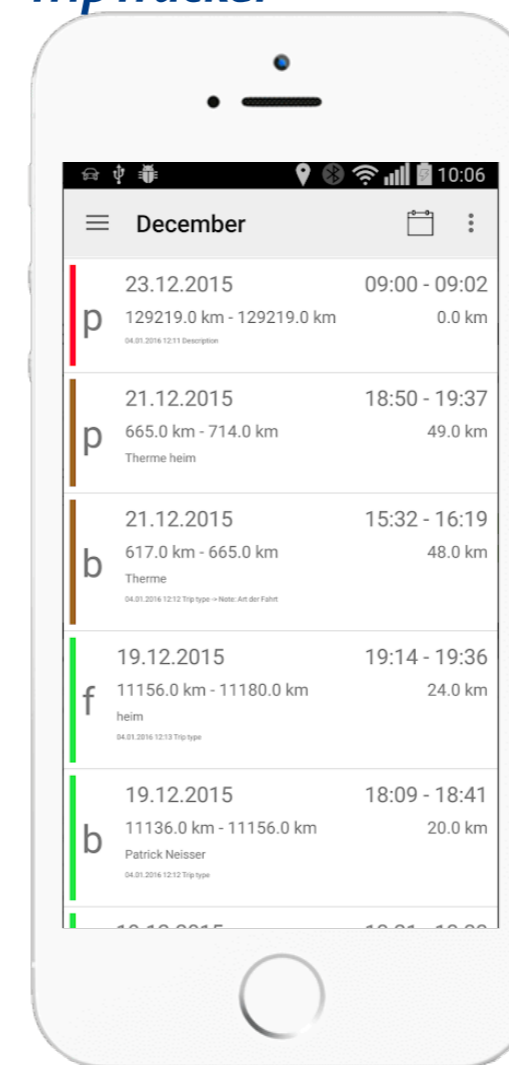 TripTracker
10:06
December
23.12.2015 09:00 - 09:02
p 129219.0 km - 129219.0 km 0.0 km
04.01.2016 12:11 Description
21.12.2015 18:50 - 19:37
p 665.0 km - 714.0 km 49.0 km
Therme heim
21.12.2015 15:32 - 16:19
b 617.0 km - 665.0 km 48.0 km
Therme
04.01.2016 12:12 Trip type -> Note: Art der Fahrt
19.12.2015 19:14 - 19:36
f 11156.0 km - 11180.0 km 24.0 km
heim
04.01.2016 12:13 Trip type
19.12.2015 18:09 - 18:41
b 11136.0 km - 11156.0 km 20.0 km
Patrick Neisser
04.01.2016 12:12 Trip type